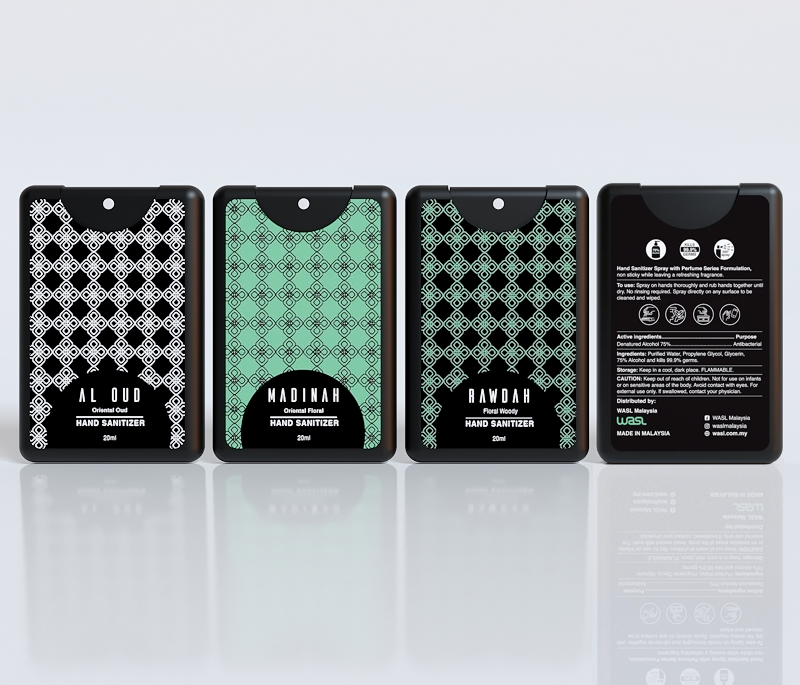 AL OUD
Oriental Oud
HAND SANITIZER
20ml
MADINAH
Oriental Floral
HAND SANITIZER
20ml
RAWDAH
Floral Woody
HAND SANITIZER
20ml
KILLS
99.9%
GERMS
Hand Sanitizer Spray with Perfume Series Formulation,
non sticky while leaving a refreshing fragrance.
To use: Spray on hands thoroughly and rub hands together until
dry. No rinsing required. Spray directly on any surface to be
cleaned and wiped.
Active ingredients Purpose
Denatured Alcohol 75% Antibacterial
Ingredients: Purified Water, Propylene Glycol, Glycerin,
75% Alcohol and kills 99.9% germs.
Storage: Keep in a cool, dark place. FLAMMABLE.
CAUTION: Keep out of reach of children. Not for use on infants
or on sensitive areas of the body. Avoid contact with eyes. For
external use only. If swallowed, contact your physician.
Distributed by:
WASL Malaysia
WASL
MADE IN MALAYSIA
WASL Malaysia
waslmalaysia
wasl.com.my